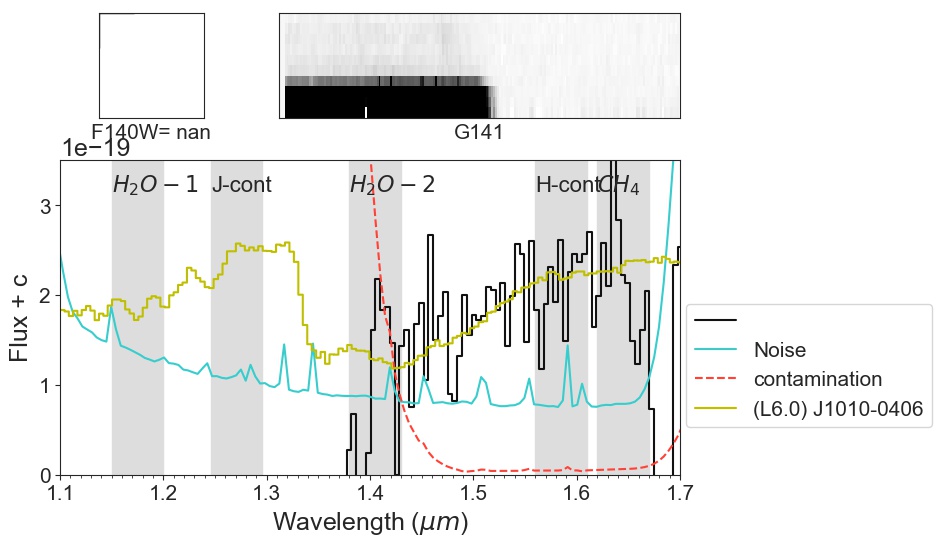 F140W= nan
G141
1e−19
H₂O − 1
J-cont
H₂O − 2
H-cont
CH₄
3
2
1
0
Flux + c
1.1
1.2
1.3
1.4
1.5
1.6
1.7
Wavelength (μm)
Noise
contamination
(L6.0) J1010-0406